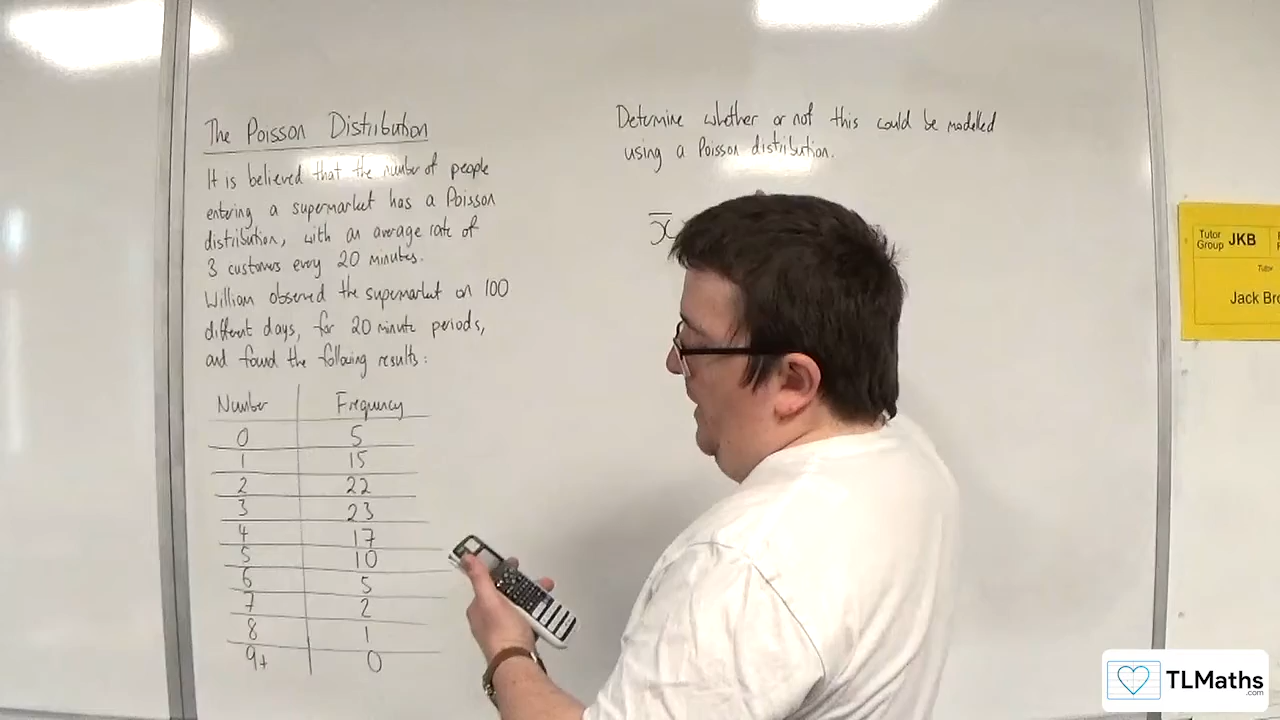 The Poisson Distribution
It is believed that the number of people
entering a supermarket has a Poisson
distribution, with an average rate of
3 customers every 20 minutes.
William observed the supermarket on 100
different days, for 20 minute periods,
and found the following results:
Number Frequency
0 5
1 15
2 22
3 23
4 17
5 10
6 5
7 2
8 1
9+ 0
Determine whether or not this could be modelled
using a Poisson distribution.
x̄
Tutor
Group JKB
Tutor
Jack
TLMaths
.com